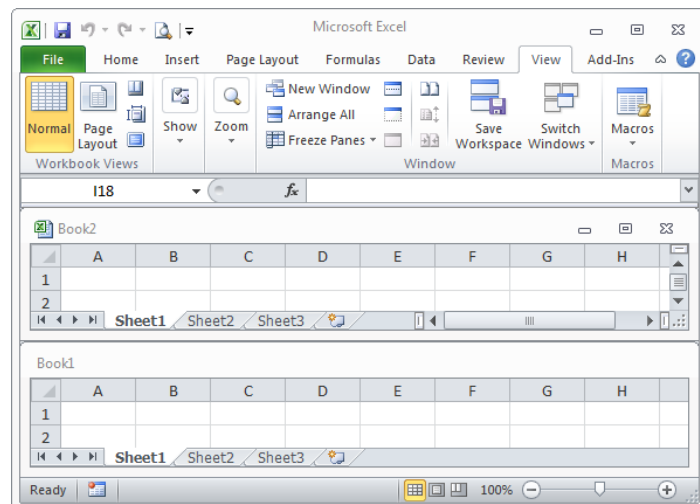 Microsoft Excel
File Home Insert Page Layout Formulas Data Review View Add-Ins
Normal Page Layout Show Zoom New Window Arrange All Freeze Panes Save Workspace Switch Windows Macros
Workbook Views Window Macros
I18 fx
Book2
A B C D E F G H
1
2
Sheet1 Sheet2 Sheet3
Book1
A B C D E F G H
1
2
Sheet1 Sheet2 Sheet3
Ready 100%